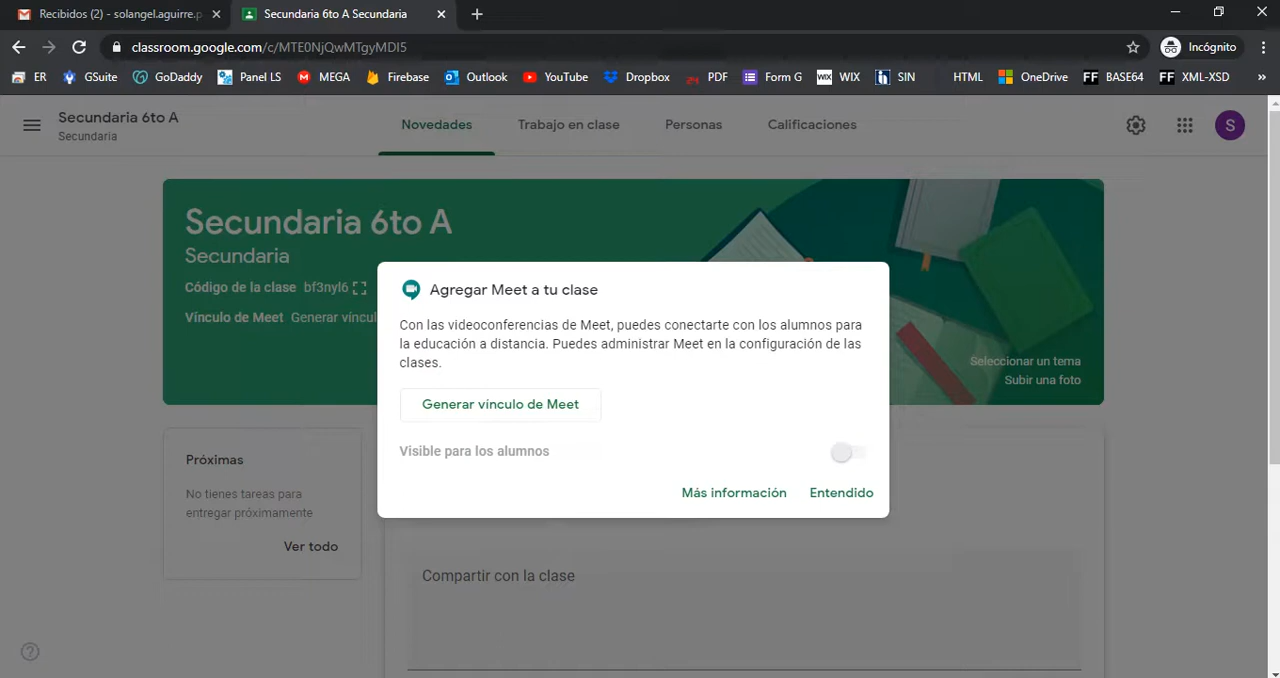 Recibidos (2) - solangel.aguirre.p
Secundaria 6to A Secundaria
classroom.google.com/c/MTE0NjQwMTgyMDI5
Incógnito
ER GSuite GoDaddy Panel LS MEGA Firebase Outlook YouTube Dropbox 24 PDF Form G WIX WIX SIN HTML OneDrive FF BASE64 FF XML-XSD »
Secundaria 6to A
Secundaria
Novedades Trabajo en clase Personas Calificaciones
S
Secundaria 6to A
Secundaria
Código de la clase bf3nyl6
Vínculo de Meet Generar víncul
Seleccionar un tema
Subir una foto
Agregar Meet a tu clase
Con las videoconferencias de Meet, puedes conectarte con los alumnos para
la educación a distancia. Puedes administrar Meet en la configuración de las
clases.
Generar vínculo de Meet
Visible para los alumnos
Más información Entendido
Próximas
No tienes tareas para
entregar próximamente
Ver todo
Compartir con la clase